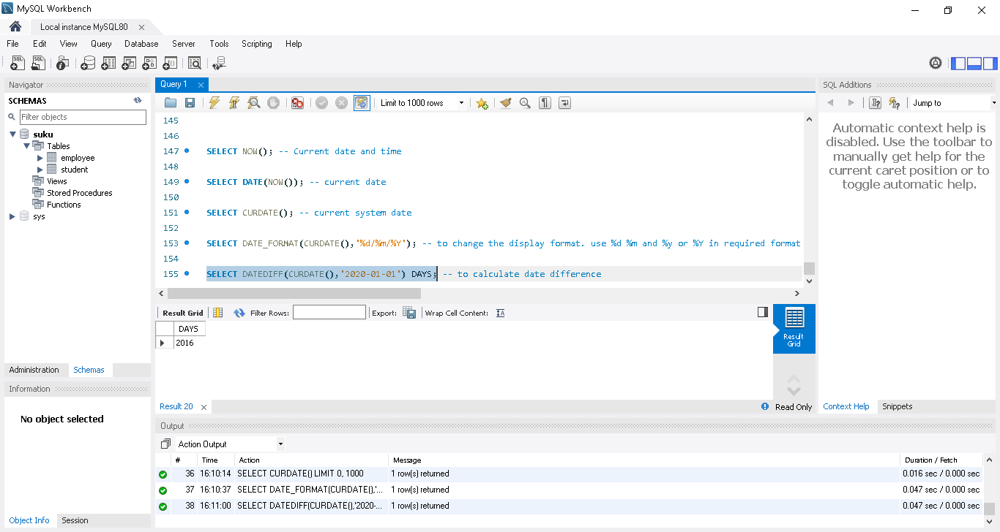 MySQL Workbench
Local instance MySQL80
File Edit View Query Database Server Tools Scripting Help
Navigator
SCHEMAS
Filter objects
suku
Tables
employee
student
Views
Stored Procedures
Functions
sys
Administration Schemas
Information
No object selected
Object Info Session
Query 1
Limit to 1000 rows
145
146
147 SELECT NOW(); -- Current date and time
148
149 SELECT DATE(NOW()); -- current date
150
151 SELECT CURDATE(); -- current system date
152
153 SELECT DATE_FORMAT(CURDATE(),'%d/%m/%Y'); -- to change the display format. use %d %m and %y or %Y in required format
154
155 SELECT DATEDIFF(CURDATE(),'2020-01-01') DAYS; -- to calculate date difference
Result Grid Filter Rows: Export: Wrap Cell Content:
DAYS
2016
Result Grid
Result 20
Read Only
SQL Additions
Jump to
Automatic context help is
disabled. Use the toolbar to
manually get help for the
current caret position or to
toggle automatic help.
Context Help Snippets
Output
Action Output
# Time Action Message Duration / Fetch
36 16:10:14 SELECT CURDATE() LIMIT 0, 1000 1 row(s) returned 0.016 sec / 0.000 sec
37 16:10:37 SELECT DATE_FORMAT(CURDATE(),'... 1 row(s) returned 0.047 sec / 0.000 sec
38 16:11:00 SELECT DATEDIFF(CURDATE(),'2020-... 1 row(s) returned 0.047 sec / 0.000 sec